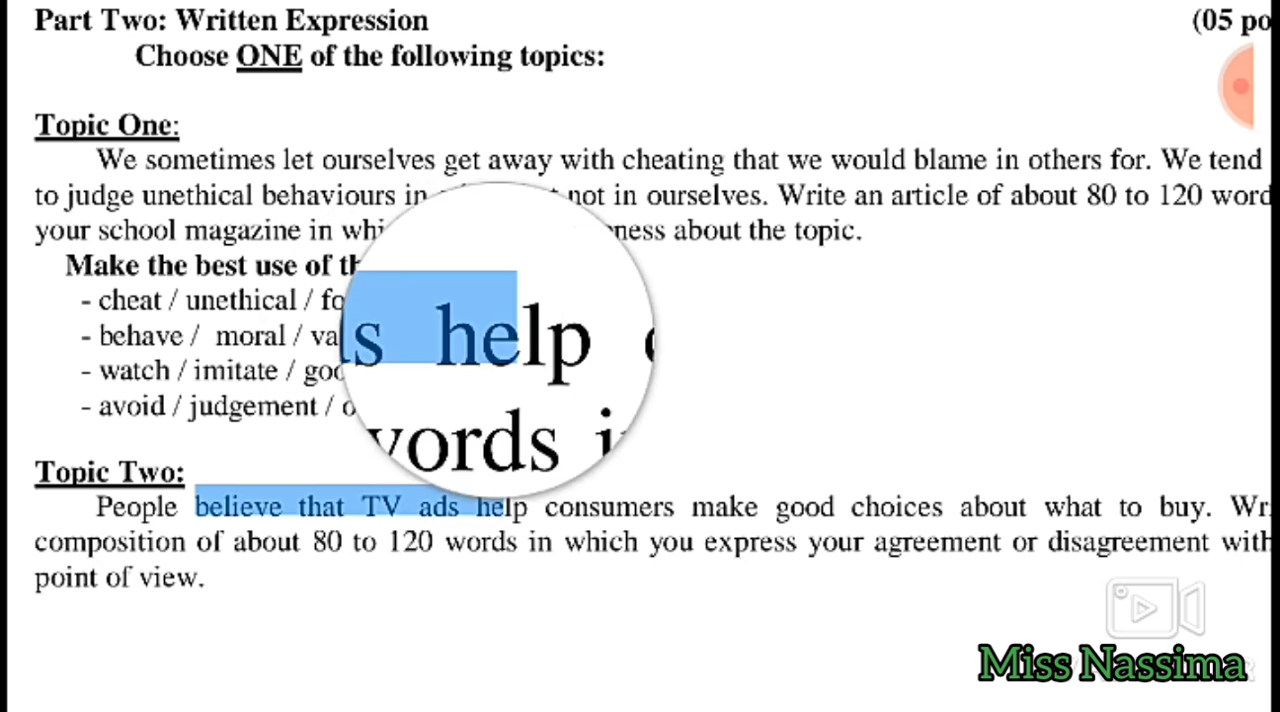 Part Two: Written Expression (05 po
Choose ONE of the following topics:
Topic One:
We sometimes let ourselves get away with cheating that we would blame in others for. We tend
to judge unethical behaviours in not in ourselves. Write an article of about 80 to 120 word
your school magazine in ness about the topic.
Make the best use of
- cheat / unethical /
- behave / moral /
- watch / imitate /
- avoid / judgement /
s help
words
Topic Two:
People believe that TV ads help consumers make good choices about what to buy. Wr
composition of about 80 to 120 words in which you express your agreement or disagreement with
point of view.
Miss Nassima